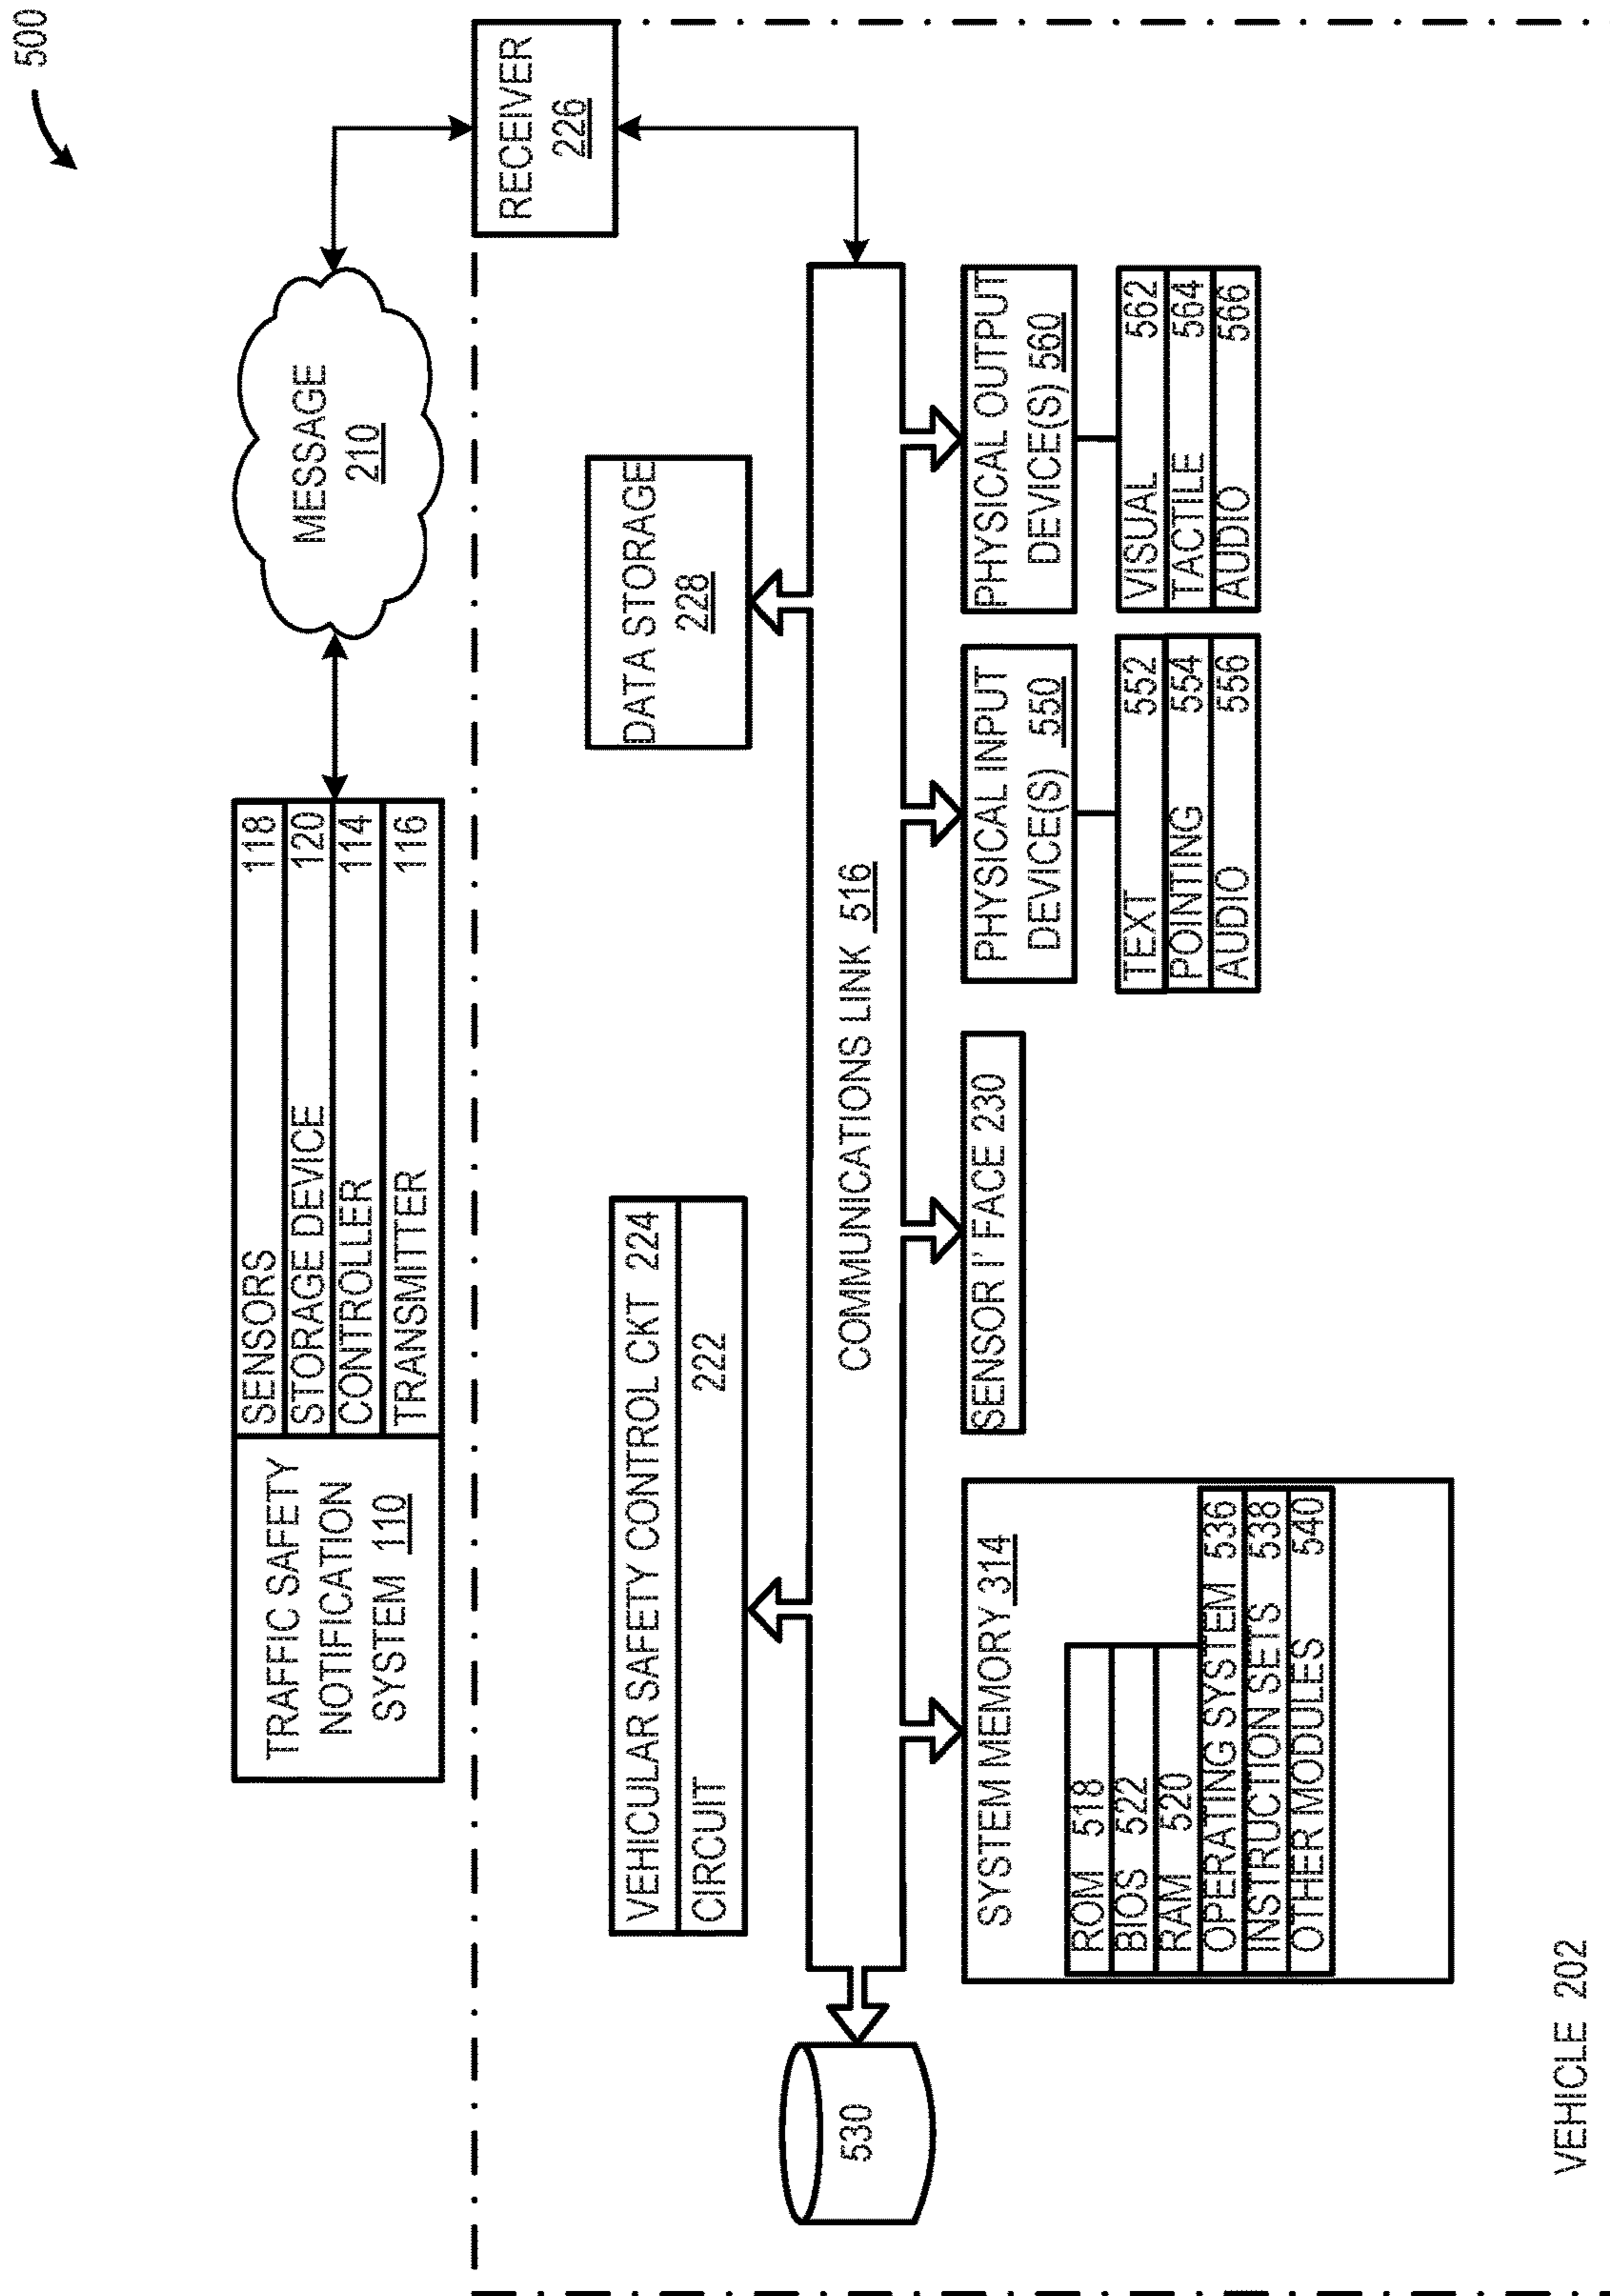 500
TRAFFIC SAFETY
NOTIFICATION
SYSTEM 110
SENSORS 118
STORAGE DEVICE 120
CONTROLLER 114
TRANSMITTER 116
MESSAGE
210
RECEIVER
226
VEHICULAR SAFETY CONTROL CKT 224
CIRCUIT 222
DATA STORAGE
228
530
COMMUNICATIONS LINK 516
SYSTEM MEMORY 314
ROM 518
BIOS 522
RAM 520
OPERATING SYSTEM 536
INSTRUCTION SETS 538
OTHER MODULES 540
SENSOR I' FACE 230
PHYSICAL INPUT
DEVICE(S) 550
TEXT 552
POINTING 554
AUDIO 556
PHYSICAL OUTPUT
DEVICE(S) 560
VISUAL 562
TACTILE 564
AUDIO 566
VEHICLE 202